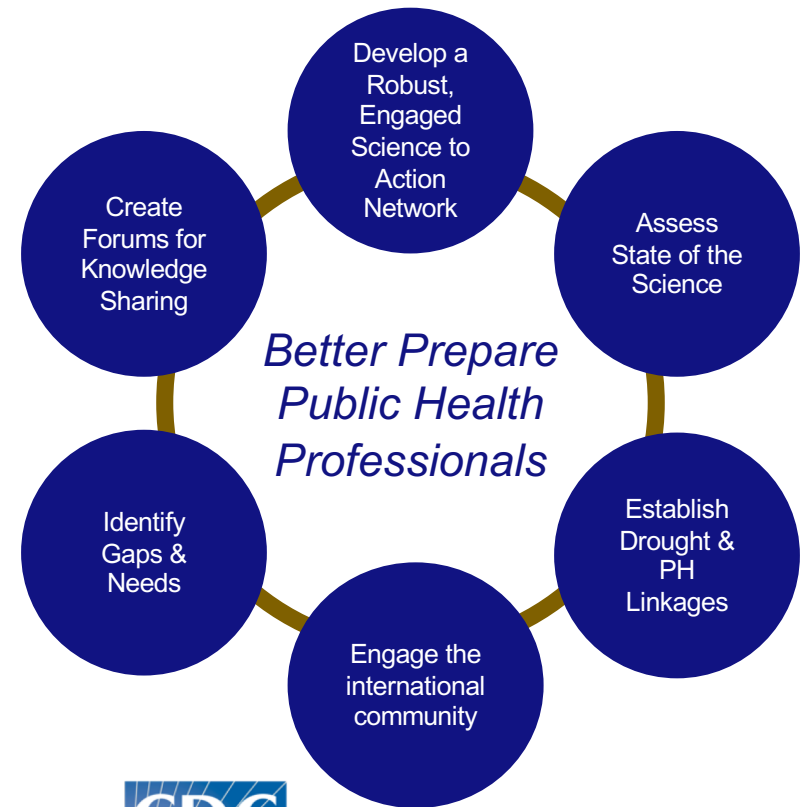 Develop a
Robust,
Engaged
Science to
Action
Network
Assess
State of the
Science
Establish
Drought &
PH
Linkages
Engage the
international
community
Identify
Gaps &
Needs
Create
Forums for
Knowledge
Sharing
Better Prepare
Public Health
Professionals
CDC